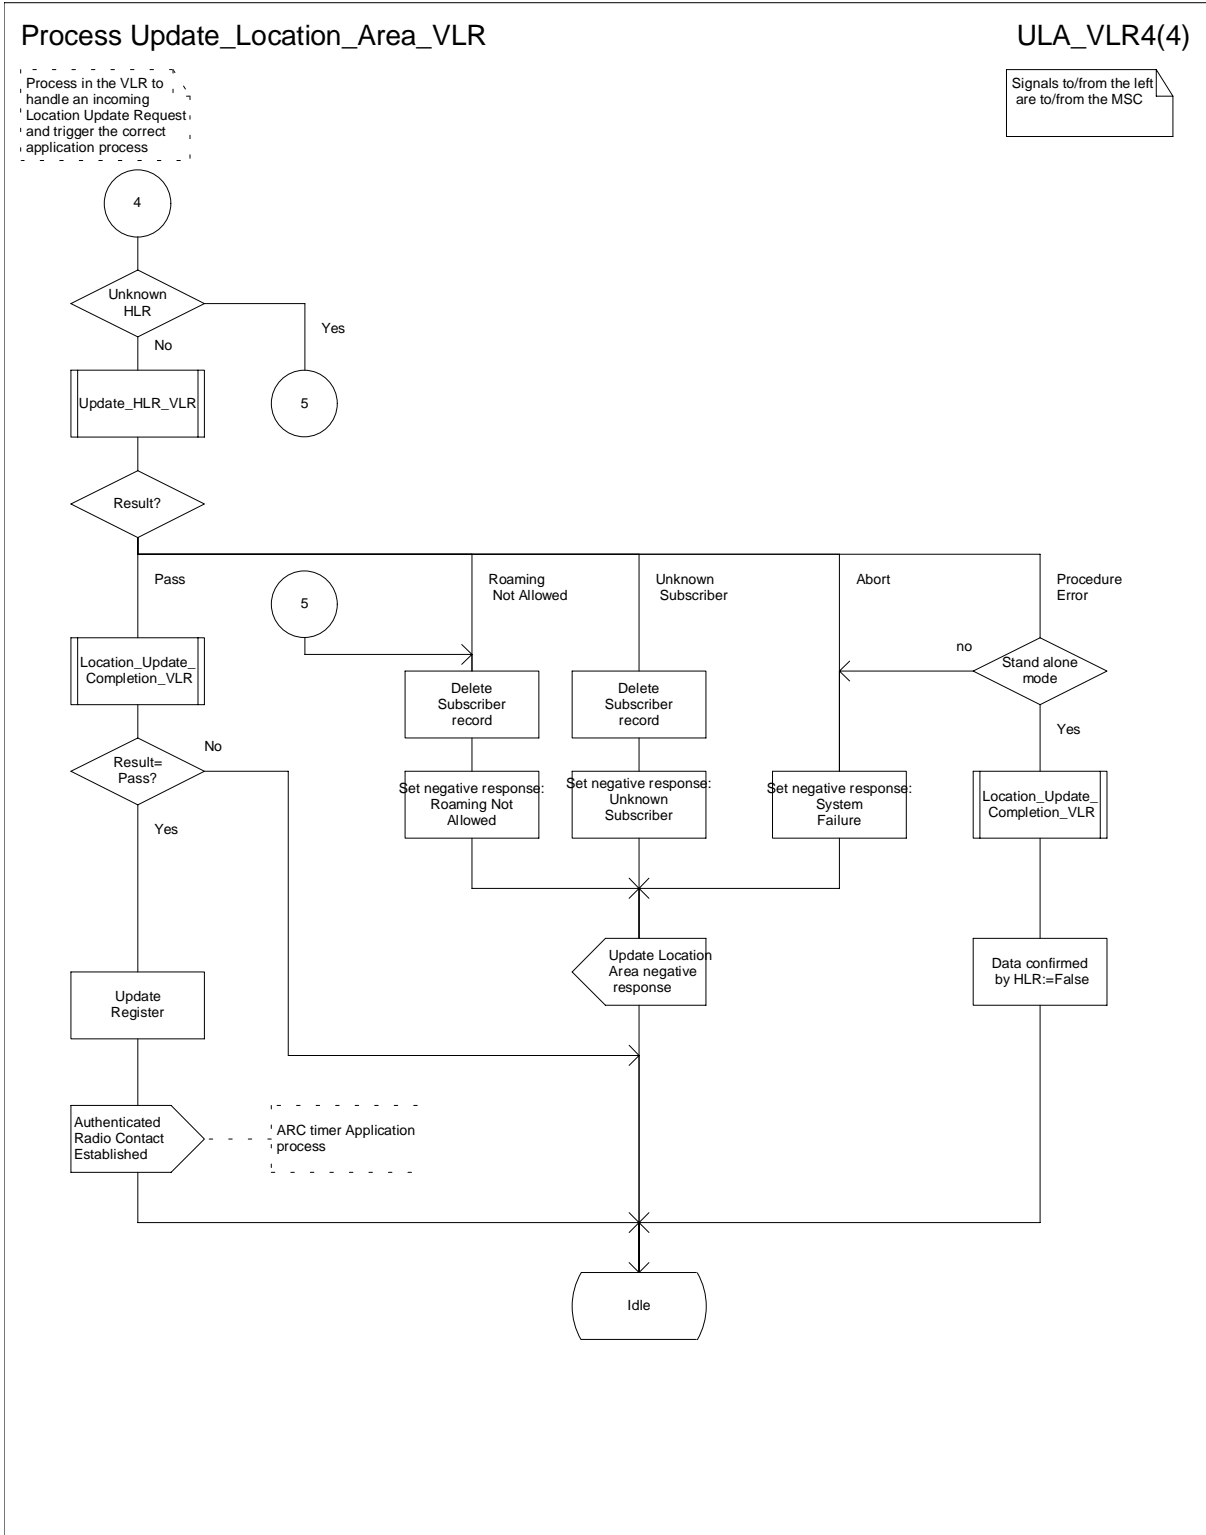 Process Update_Location_Area_VLR
ULA_VLR4(4)
Process in the VLR to
handle an incoming
Location Update Request
and trigger the correct
application process
Signals to/from the left
are to/from the MSC
4
Unknown
HLR
Yes
No
Update_HLR_VLR
5
Result?
Pass
5
Roaming
Not Allowed
Unknown
Subscriber
Abort
Procedure
Error
Location_Update_
Completion_VLR
Delete
Subscriber
record
Delete
Subscriber
record
no
Stand alone
mode
Yes
Result=
Pass?
No
Yes
Set negative response:
Roaming Not
Allowed
Set negative response:
Unknown
Subscriber
Set negative response:
System
Failure
Location_Update_
Completion_VLR
Update Location
Area negative
response
Data confirmed
by HLR:=False
Update
Register
Authenticated
Radio Contact
Established
ARC timer Application
process
Idle